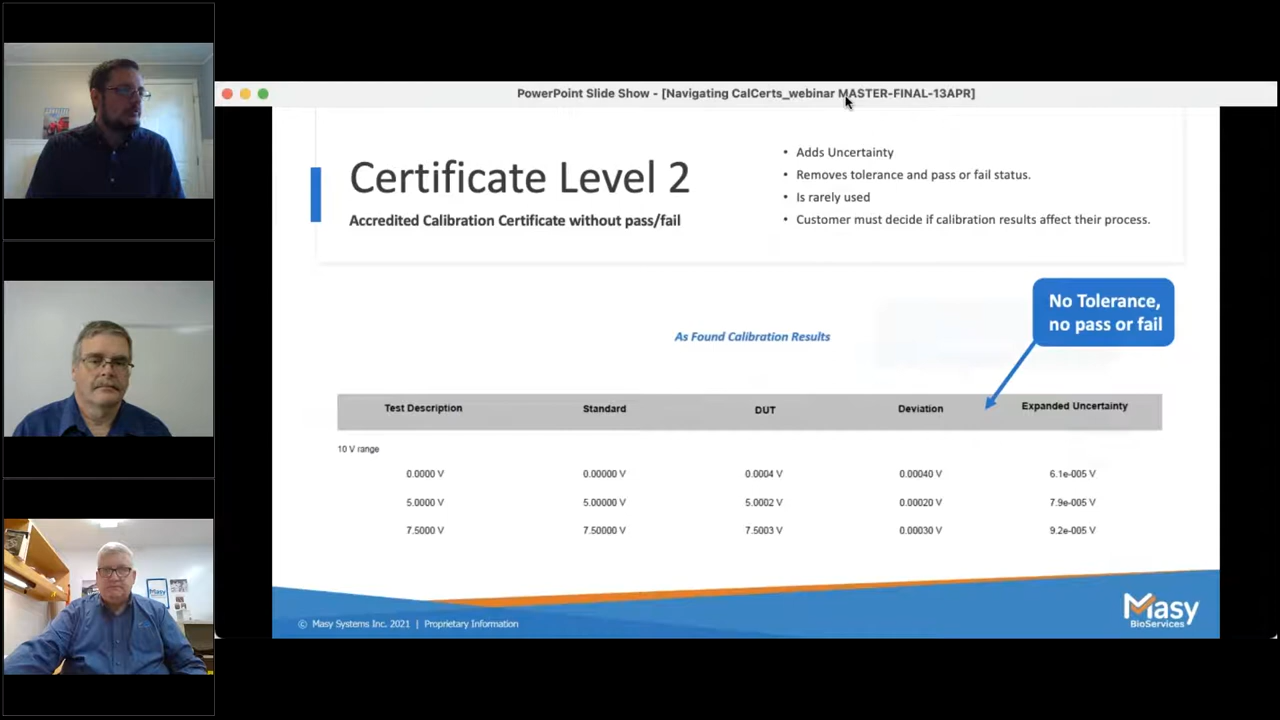 PowerPoint Slide Show - [Navigating CalCerts_webinar MASTER-FINAL-13APR]
Certificate Level 2
Accredited Calibration Certificate without pass/fail
• Adds Uncertainty
• Removes tolerance and pass or fail status.
• Is rarely used
• Customer must decide if calibration results affect their process.
No Tolerance,
no pass or fail
As Found Calibration Results
Test Description Standard DUT Deviation Expanded Uncertainty
10 V range
0.0000 V 0.00000 V 0.0004 V 0.00040 V 6.1e-005 V
5.0000 V 5.00000 V 5.0002 V 0.00020 V 7.9e-005 V
7.5000 V 7.50000 V 7.5003 V 0.00030 V 9.2e-005 V
© Masy Systems Inc. 2021 | Proprietary Information
Masy
BioServices
Masy